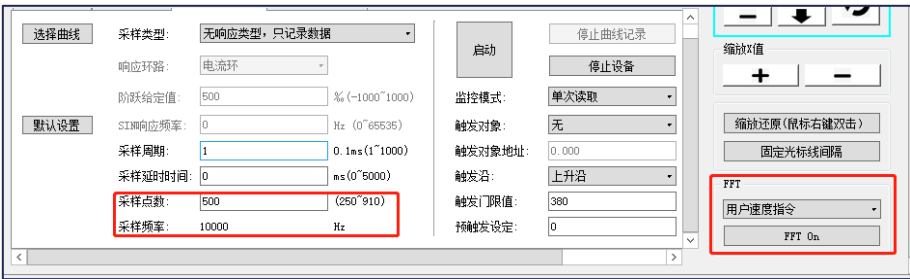 选择曲线 采样类型: 无响应类型，只记录数据 启动 停止曲线记录
响应环路: 电流环 停止设备
阶跃给定值: 500 ‰(-1000~1000) 监控模式: 单次读取
默认设置 SIN响应频率: 0 Hz (0~65535) 触发对象: 无
采样周期: 1 0.1ms(1~1000) 触发对象地址: 0.000
采样延时时间: 0 ms(0~5000) 触发沿: 上升沿
采样点数: 500 (250~910) 触发门限值: 380
采样频率: 10000 Hz 预触发设定: 0
缩放X值
+ −
缩放还原(鼠标右键双击)
固定光标线间隔
FFT
用户速度指令
FFT On